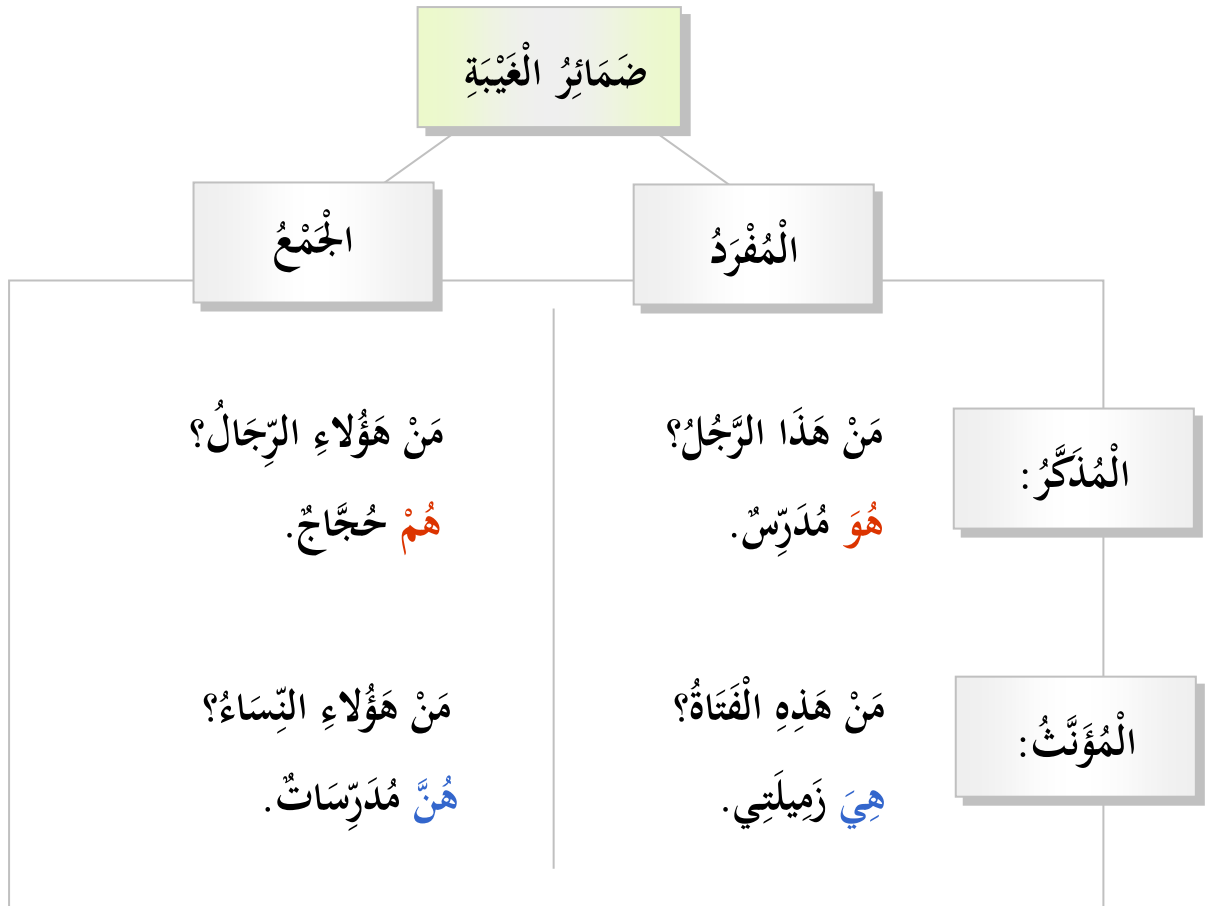 ضَمَائِرُ الْغَيْبَةِ
الْمُفْرَدُ
الْجَمْعُ
الْمُذَكَّرُ:
مَنْ هَذَا الرَّجُلُ؟
هُوَ مُدَرِّسٌ.
مَنْ هَؤُلاءِ الرِّجَالُ؟
هُمْ حُجَّاجٌ.
الْمُؤَنَّثُ:
مَنْ هَذِهِ الْفَتَاةُ؟
هِيَ زَمِيلَتِي.
مَنْ هَؤُلاءِ النِّسَاءُ؟
هُنَّ مُدَرِّسَاتٌ.